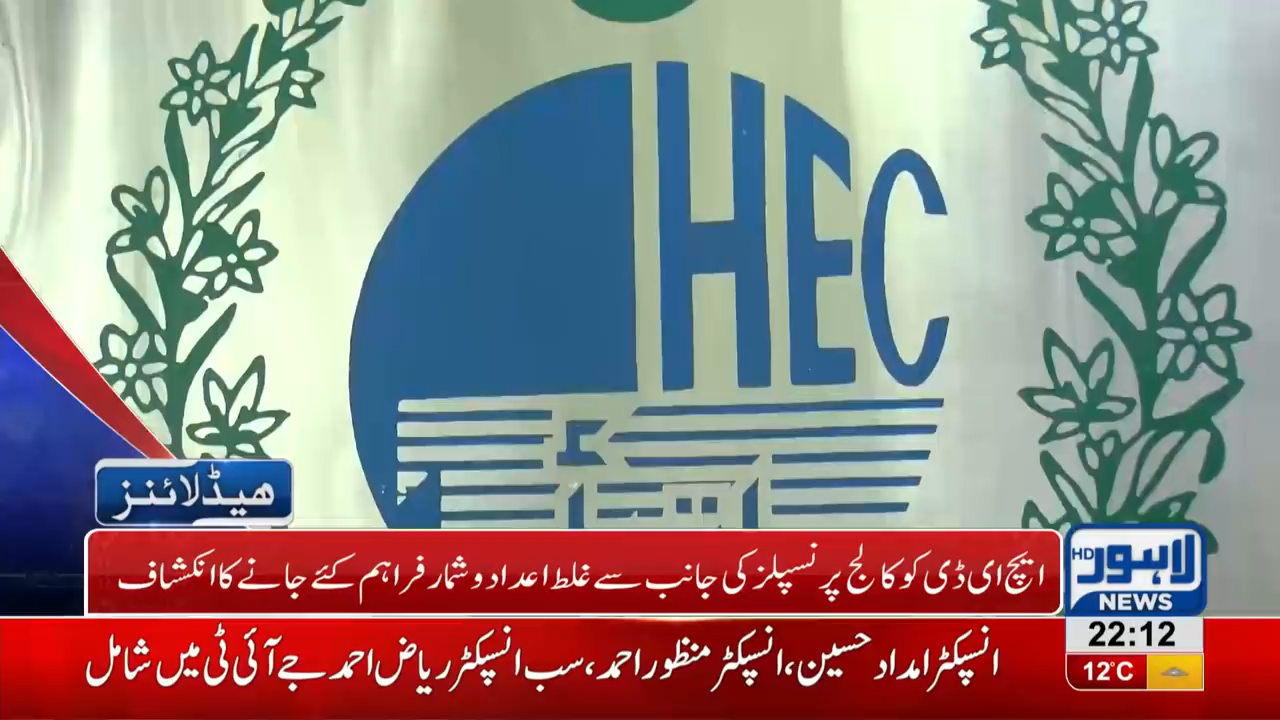 HEC
ھیڈلائنز
ایچ ای ڈی کو کالج پرنسپلز کی جانب سے غلط اعداد و شمار فراہم کئے جانے کا انکشاف
HD لاہور
NEWS
22:12
12°C
انسپکٹر امداد حسین، انسپکٹر منظور احمد، سب انسپکٹر ریاض احمد جے آئی ٹی میں شامل